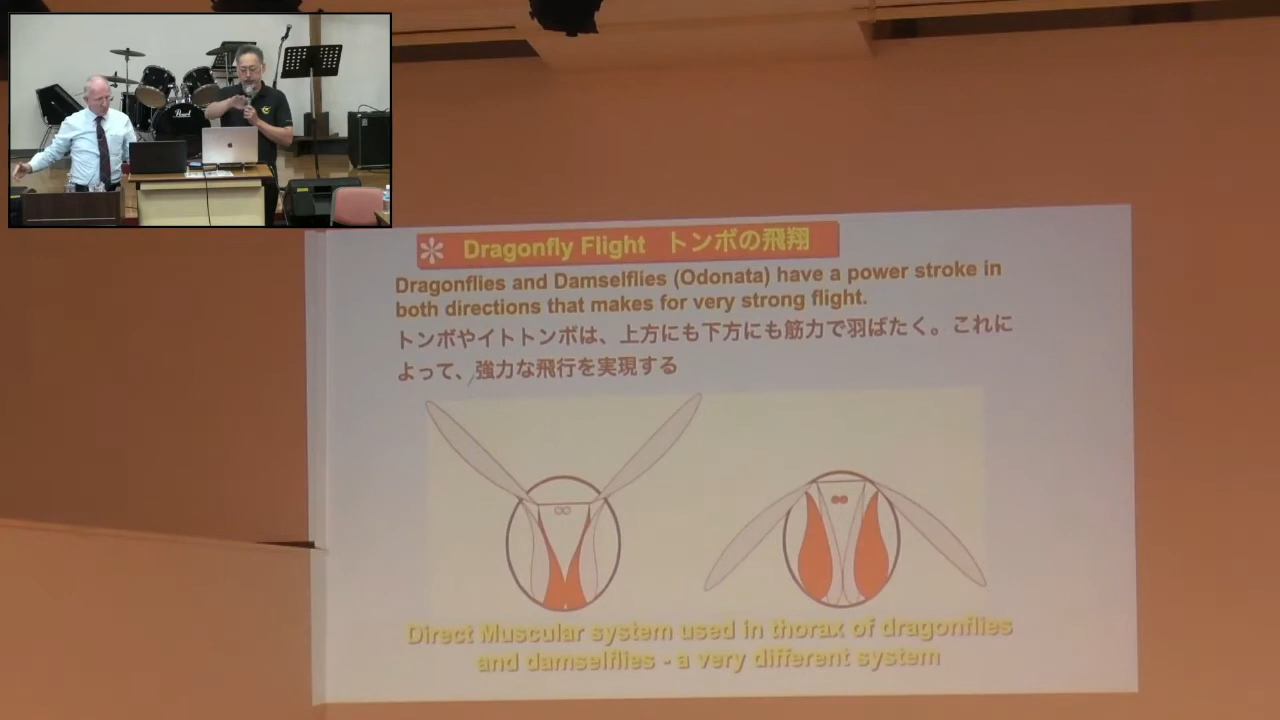 Pearl
Dragonfly Flight トンボの飛翔
Dragonflies and Damselflies (Odonata) have a power stroke in
both directions that makes for very strong flight.
トンボやイトトンボは、上方にも下方にも筋力で羽ばたく。これに
よって、強力な飛行を実現する
Direct Muscular system used in thorax of dragonflies
and damselflies - a very different system